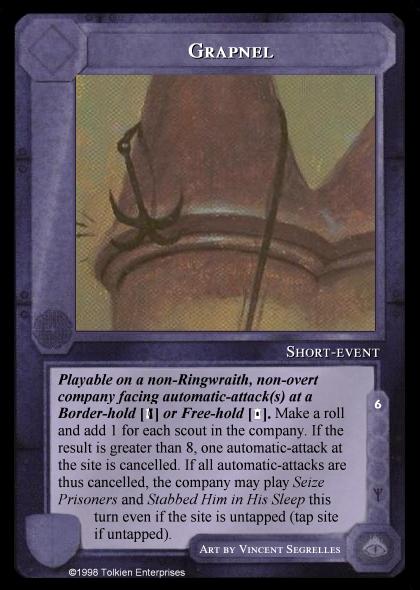 GRAPNEL
SHORT-EVENT
Playable on a non-Ringwraith, non-overt
company facing automatic-attack(s) at a
Border-hold [ ] or Free-hold [ ]. Make a roll
and add 1 for each scout in the company. If the
result is greater than 8, one automatic-attack at
the site is cancelled. If all automatic-attacks are
thus cancelled, the company may play Seize
Prisoners and Stabbed Him in His Sleep this
turn even if the site is untapped (tap site
if untapped).
6
ART BY VINCENT SEGRELLES
©1998 Tolkien Enterprises